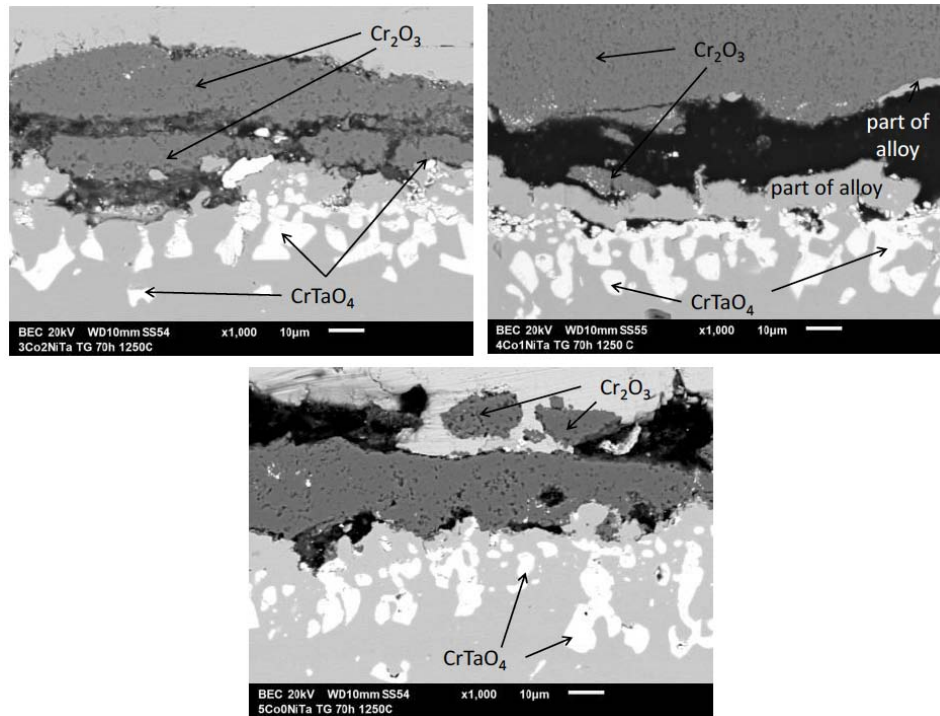 Cr₂O₃
CrTaO₄
BEC 20kV WD10mm SS54 x1,000 10µm
3Co2NiTa TG 70h 1250C
Cr₂O₃
part of
alloy
part of alloy
CrTaO₄
BEC 20kV WD10mm SS55 x1,000 10µm
4Co1NiTa TG 70h 1250 C
Cr₂O₃
CrTaO₄
BEC 20kV WD10mm SS54 x1,000 10µm
5Co0NiTa TG 70h 1250C